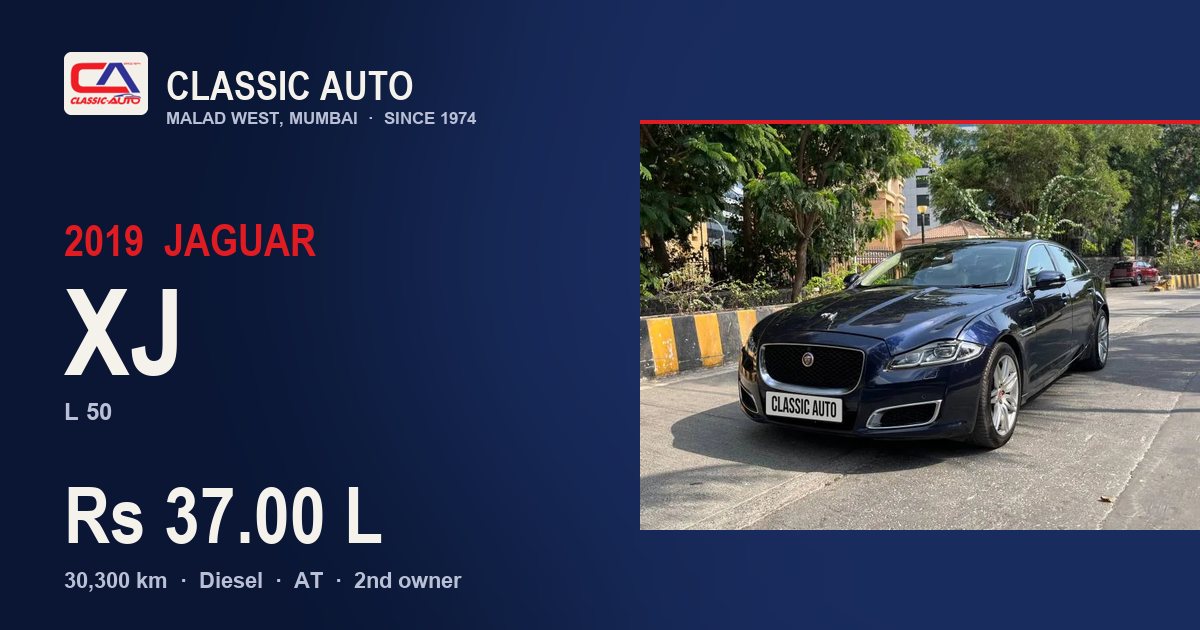 CA
CLASSIC-AUTO
CLASSIC AUTO
MALAD WEST, MUMBAI · SINCE 1974
2019 JAGUAR
XJ
L 50
Rs 37.00 L
30,300 km · Diesel · AT · 2nd owner
CLASSIC AUTO